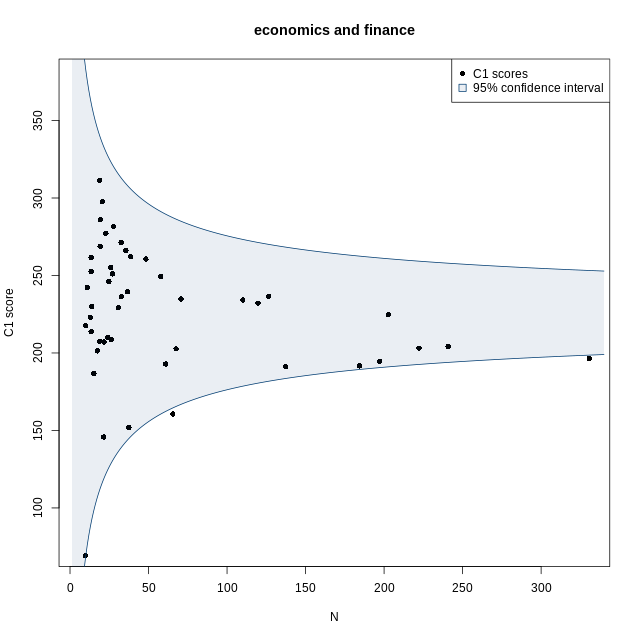 economics and finance
C1 scores
95% confidence interval
C1 score
350
300
250
200
150
100
0 50 100 150 200 250 300
N